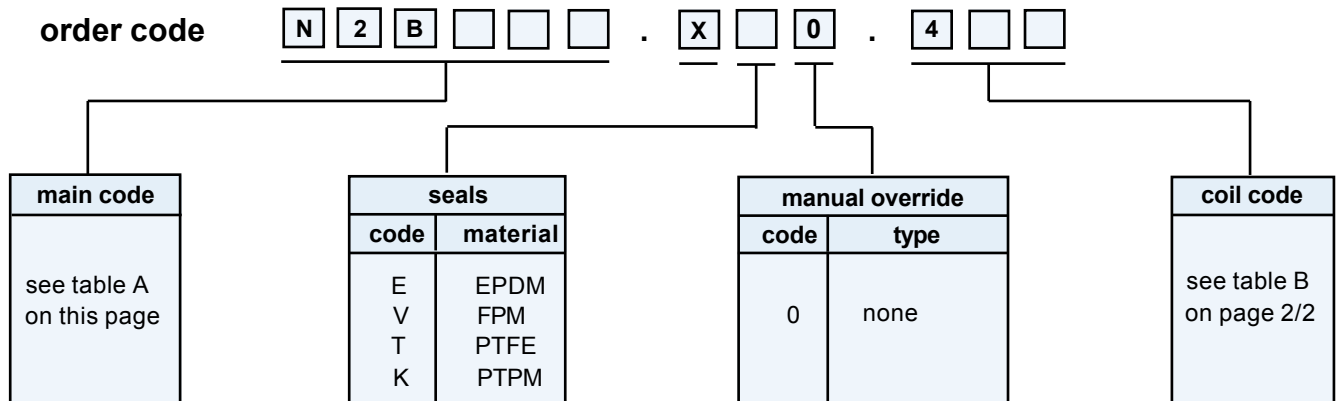 order code N 2 B . X 0 . 4
main code
see table A
on this page
seals
code material
E EPDM
V FPM
T PTFE
K PTPM
manual override
code type
0 none
coil code
see table B
on page 2/2